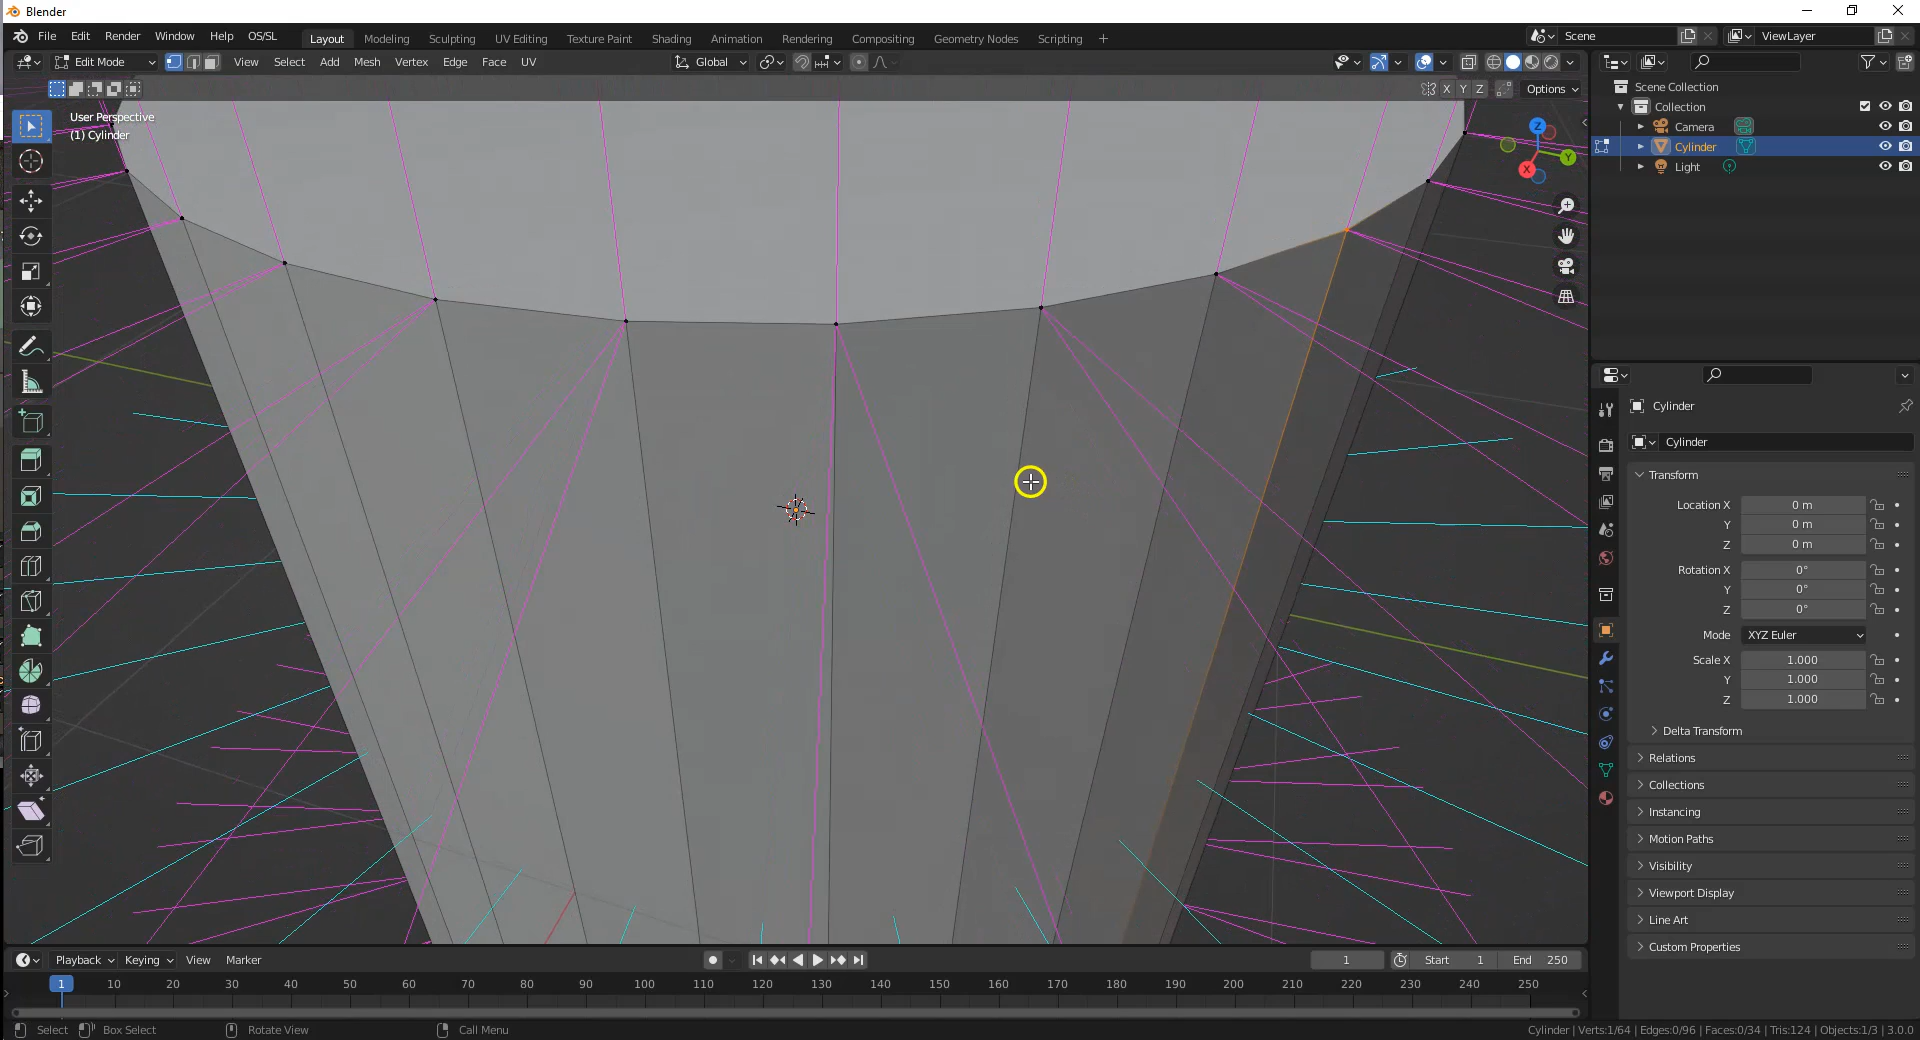 Blender
File Edit Render Window Help OS/SL Layout Modeling Sculpting UV Editing Texture Paint Shading Animation Rendering Compositing Geometry Nodes Scripting + Scene ViewLayer
Edit Mode View Select Add Mesh Vertex Edge Face UV Global
X Y Z Options
User Perspective
(1) Cylinder
Z
Y
X
Scene Collection
Collection
Camera
Cylinder
Light
Cylinder
Cylinder
Transform
Location X 0 m
Y 0 m
Z 0 m
Rotation X 0°
Y 0°
Z 0°
Mode XYZ Euler
Scale X 1.000
Y 1.000
Z 1.000
Delta Transform
Relations
Collections
Instancing
Motion Paths
Visibility
Viewport Display
Line Art
Custom Properties
Playback Keying View Marker 1 Start 1 End 250
1 10 20 30 40 50 60 70 80 90 100 110 120 130 140 150 160 170 180 190 200 210 220 230 240 250
Select Box Select Rotate View Call Menu Cylinder | Verts:1/64 | Edges:0/96 | Faces:0/34 | Tris:124 | Objects:1/3 | 3.0.0